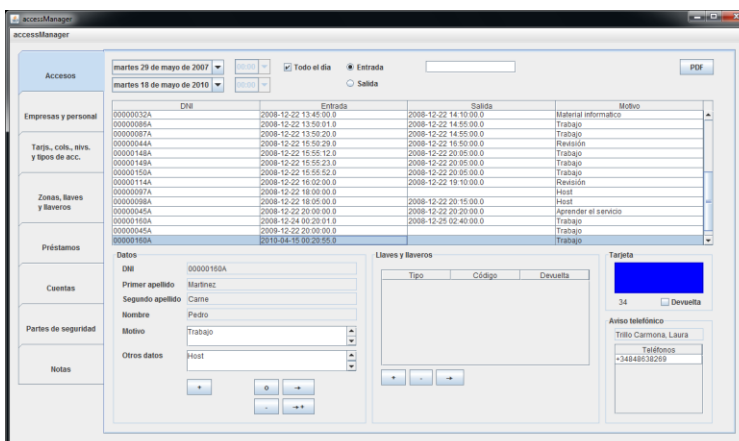 accessManager
accessManager
Accesos
Empresas y personal
Tarjs., cols., nivs.
y tipos de acc.
Zonas, llaves
y llaveros
Préstamos
Cuentas
Partes de seguridad
Notas
martes 29 de mayo de 2007 00:00 Todo el día Entrada PDF
martes 18 de mayo de 2010 00:00 Salida
DNI Entrada Salida Motivo
00000032A 2008-12-22 13:45:00.0 2008-12-22 14:10:00.0 Material informatico
00000086A 2008-12-22 13:50:01.0 2008-12-22 14:55:00.0 Trabajo
00000087A 2008-12-22 13:50:20.0 2008-12-22 14:55:00.0 Trabajo
00000044A 2008-12-22 15:50:29.0 2008-12-22 16:50:00.0 Revisión
00000148A 2008-12-22 15:55:12.0 2008-12-22 20:05:00.0 Trabajo
00000149A 2008-12-22 15:55:23.0 2008-12-22 20:05:00.0 Trabajo
00000150A 2008-12-22 15:55:52.0 2008-12-22 20:05:00.0 Trabajo
00000114A 2008-12-22 16:02:00.0 2008-12-22 19:10:00.0 Revisión
00000097A 2008-12-22 18:00:00.0 Host
00000098A 2008-12-22 18:05:00.0 2008-12-22 20:15:00.0 Host
00000045A 2008-12-22 20:00:00.0 2008-12-22 20:20:00.0 Aprender el servicio
00000160A 2008-12-24 00:20:01.0 2008-12-25 02:40:00.0 Trabajo
00000045A 2009-12-22 20:00:00.0 Trabajo
00000160A 2010-04-15 00:20:55.0 Trabajo
Datos
DNI 00000160A
Primer apellido Martinez
Segundo apellido Carne
Nombre Pedro
Motivo Trabajo
Otros datos Host
Llaves y llaveros
Tipo Código Devuelta
Tarjeta
34 Devuelta
Aviso telefónico
Trillo Carmona, Laura
Teléfonos
+34848638269